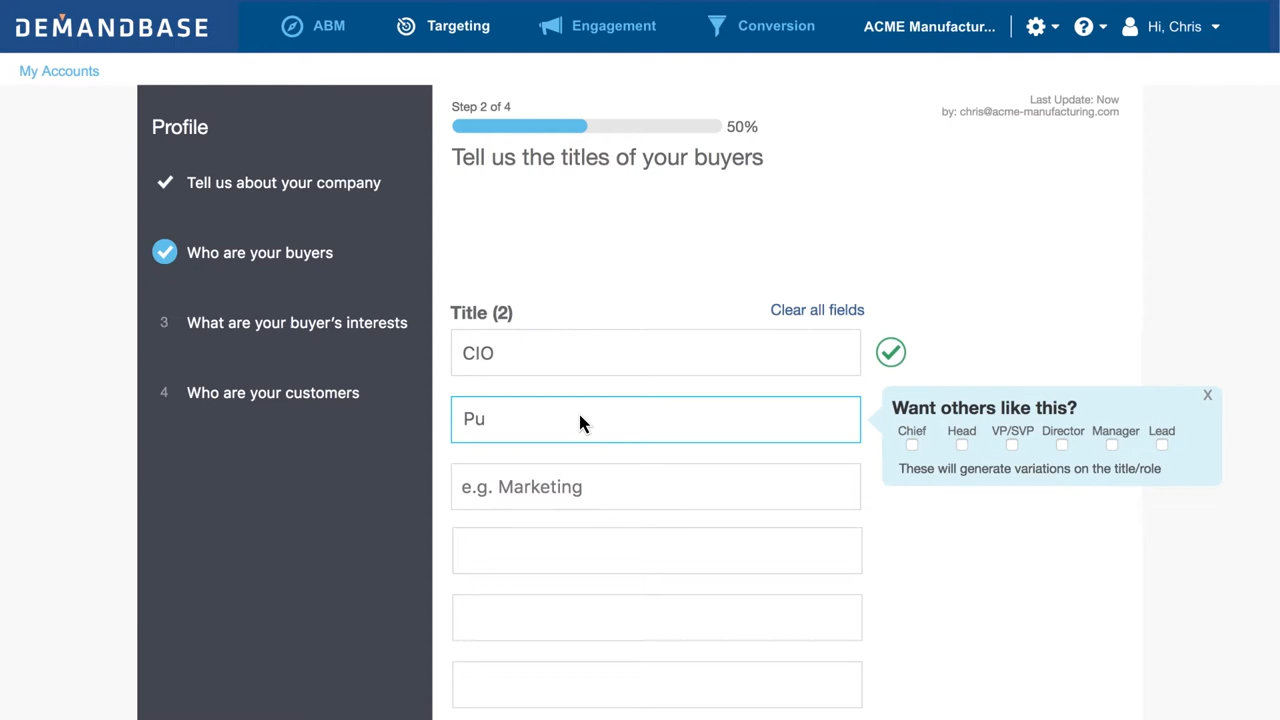 DEMANDBASE
ABM
Targeting
Engagement
Conversion
ACME Manufactur...
Hi, Chris
My Accounts
Profile
Tell us about your company
Who are your buyers
3 What are your buyer's interests
4 Who are your customers
Step 2 of 4
50%
Last Update: Now
by: chris@acme-manufacturing.com
Tell us the titles of your buyers
Title (2)
Clear all fields
CIO
Pu
e.g. Marketing
X
Want others like this?
Chief Head VP/SVP Director Manager Lead
These will generate variations on the title/role